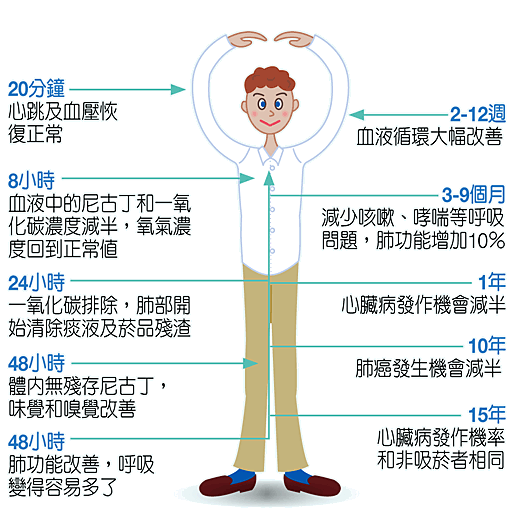 20分鐘
心跳及血壓恢
復正常
8小時
血液中的尼古丁和一氧
化碳濃度減半，氧氣濃
度回到正常值
24小時
一氧化碳排除，肺部開
始清除痰液及菸品殘渣
48小時
體內無殘存尼古丁，
味覺和嗅覺改善
48小時
肺功能改善，呼吸
變得容易多了
2-12週
血液循環大幅改善
3-9個月
減少咳嗽、哮喘等呼吸
問題，肺功能增加10%
1年
心臟病發作機會減半
10年
肺癌發生機會減半
15年
心臟病發作機率
和非吸菸者相同